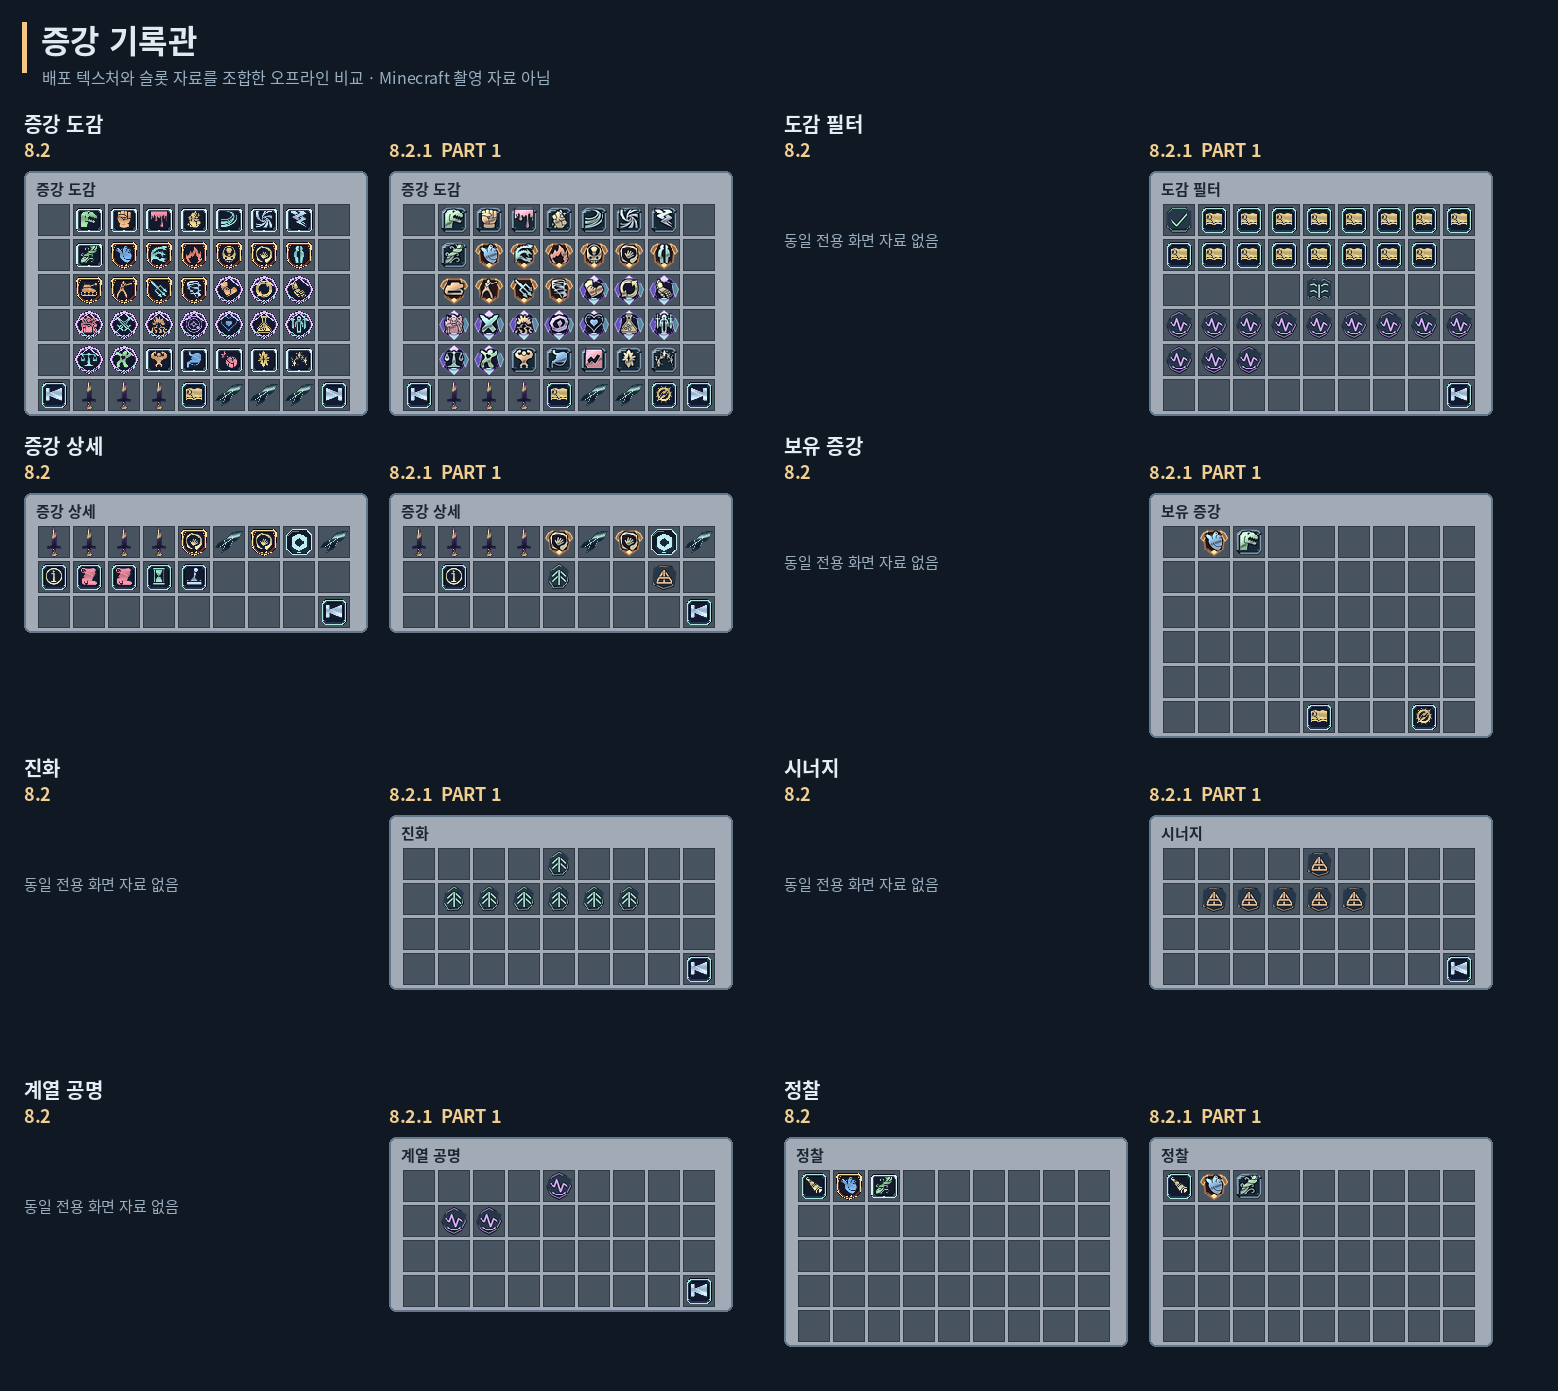 증강 기록관
배포 텍스처와 슬롯 자료를 조합한 오프라인 비교 · Minecraft 촬영 자료 아님
증강 도감
8.2
8.2.1 PART 1
증강 도감
증강 도감
도감 필터
8.2
8.2.1 PART 1
동일 전용 화면 자료 없음
도감 필터
증강 상세
8.2
8.2.1 PART 1
증강 상세
증강 상세
보유 증강
8.2
8.2.1 PART 1
동일 전용 화면 자료 없음
보유 증강
진화
8.2
8.2.1 PART 1
동일 전용 화면 자료 없음
진화
시너지
8.2
8.2.1 PART 1
동일 전용 화면 자료 없음
시너지
계열 공명
8.2
8.2.1 PART 1
동일 전용 화면 자료 없음
계열 공명
정찰
8.2
8.2.1 PART 1
정찰
정찰